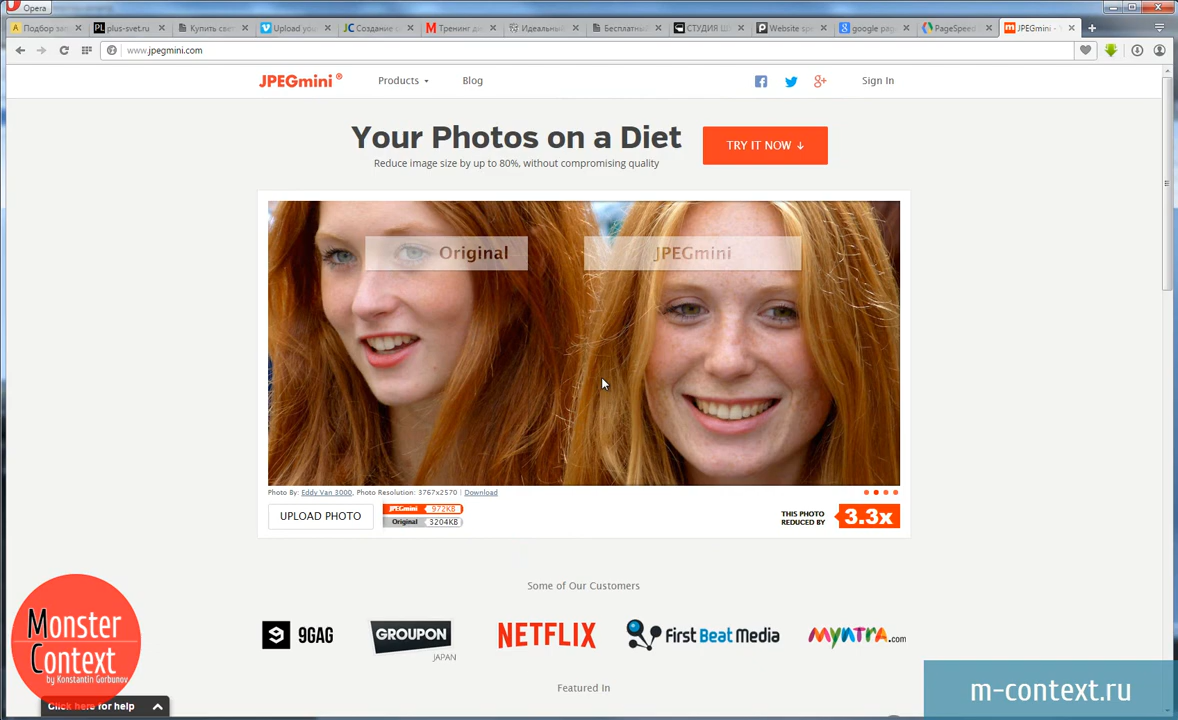 Opera
Подбор за
plus-svet.ru
Купить свет
Upload you
Создание
Тренинг д
Идеальны
Бесплатный
СТУДИЯ Ш
Website spe
google pag
PageSpeed
JPEGmini - Y
www.jpegmini.com
JPEGmini ®
Products
Blog
Sign In
Your Photos on a Diet
TRY IT NOW ↓
Reduce image size by up to 80%, without compromising quality
Original
JPEGmini
Photo By: Eddy Van 3000, Photo Resolution: 3767x2570 | Download
UPLOAD PHOTO
JPEGmini 972KB
Original 3204KB
THIS PHOTO
REDUCED BY
3.3x
Some of Our Customers
9GAG
GROUPON
JAPAN
NETFLIX
First Beat Media
myntra.com
Featured In
Monster
Context
by Konstantin Gorbunov
Click here for help
m-context.ru